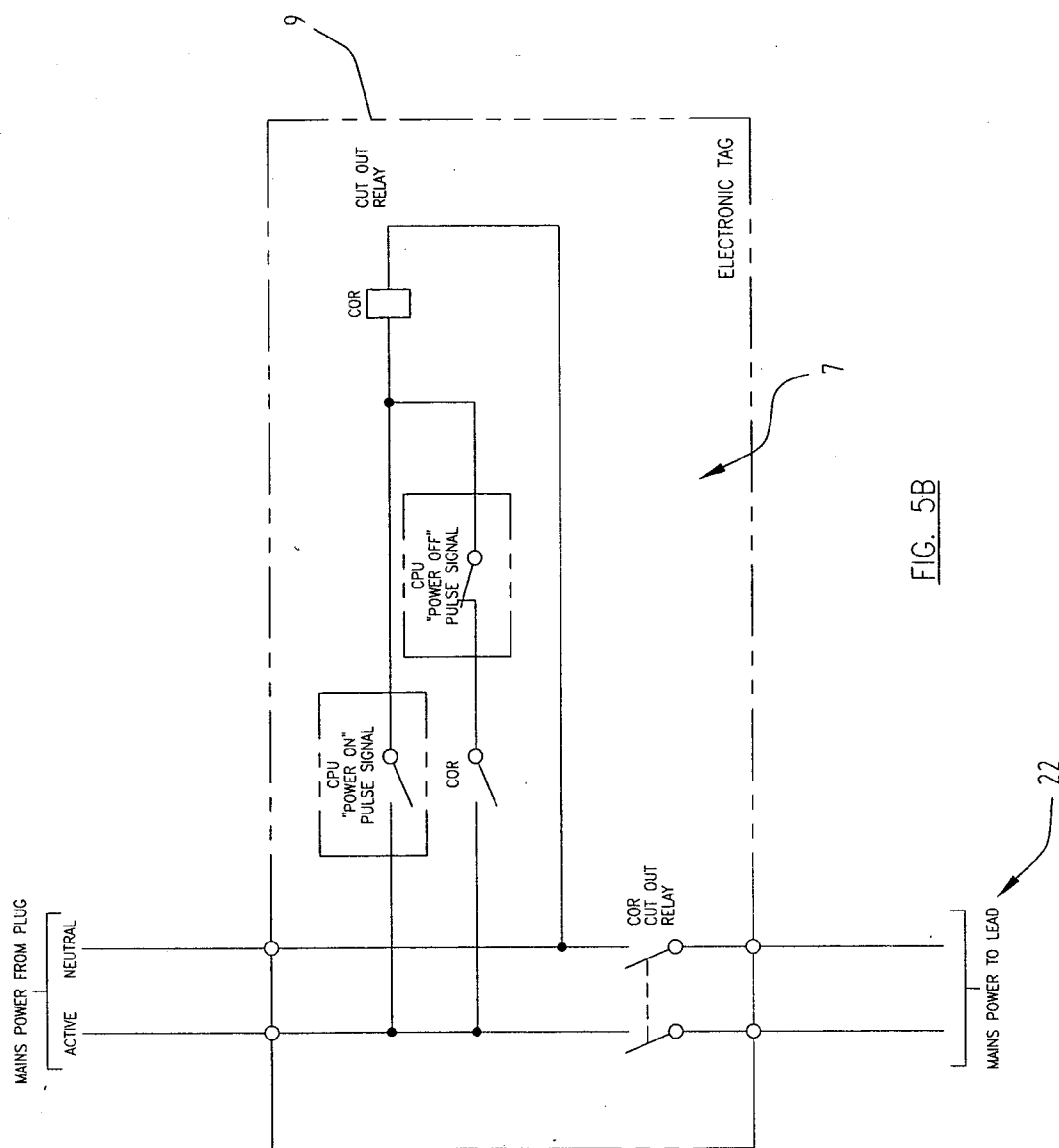 MAINS POWER FROM PLUG
ACTIVE
NEUTRAL
9
CUT OUT
RELAY
COR
CPU
"POWER ON"
PULSE SIGNAL
CPU
"POWER OFF"
PULSE SIGNAL
COR
COR
CUT OUT
RELAY
ELECTRONIC TAG
7
MAINS POWER TO LEAD
22
FIG. 5B